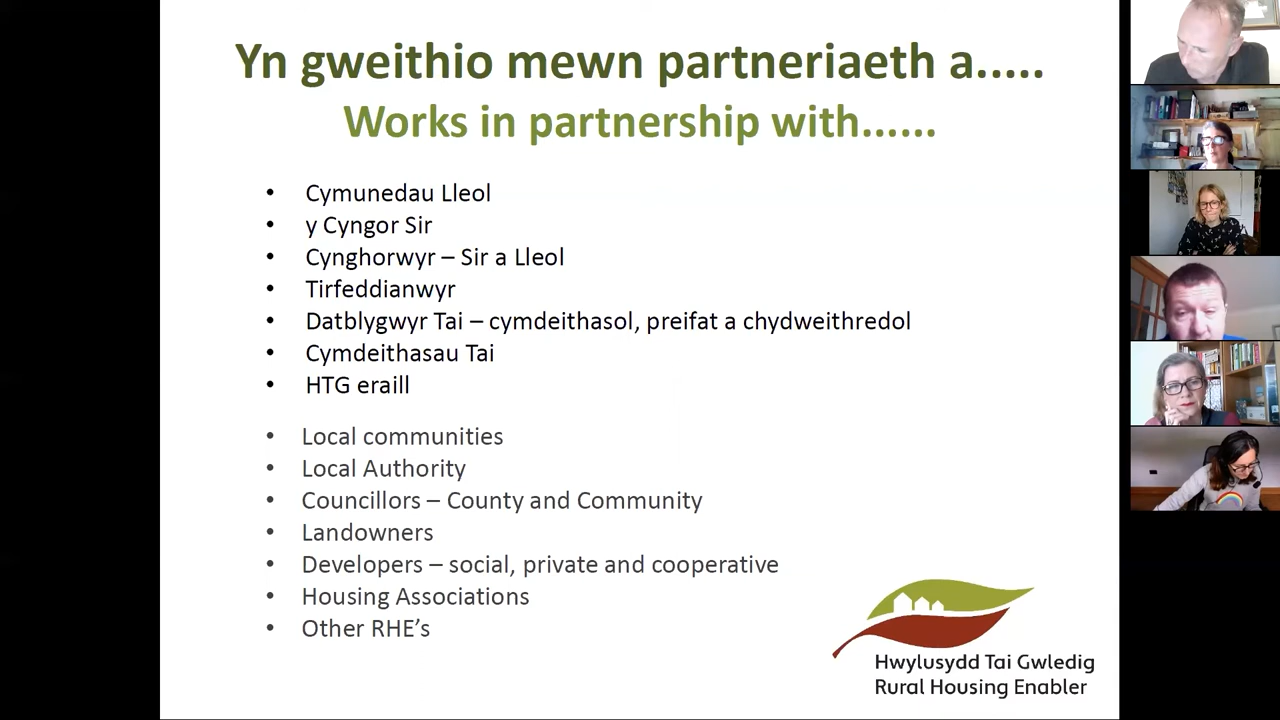 Yn gweithio mewn partneriaeth a.....
Works in partnership with......
• Cymunedau Lleol
• y Cyngor Sir
• Cynghorwyr – Sir a Lleol
• Tirfeddianwyr
• Datblygwyr Tai – cymdeithasol, preifat a chydweithredol
• Cymdeithasau Tai
• HTG eraill
• Local communities
• Local Authority
• Councillors – County and Community
• Landowners
• Developers – social, private and cooperative
• Housing Associations
• Other RHE’s
Hwylusydd Tai Gwledig
Rural Housing Enabler